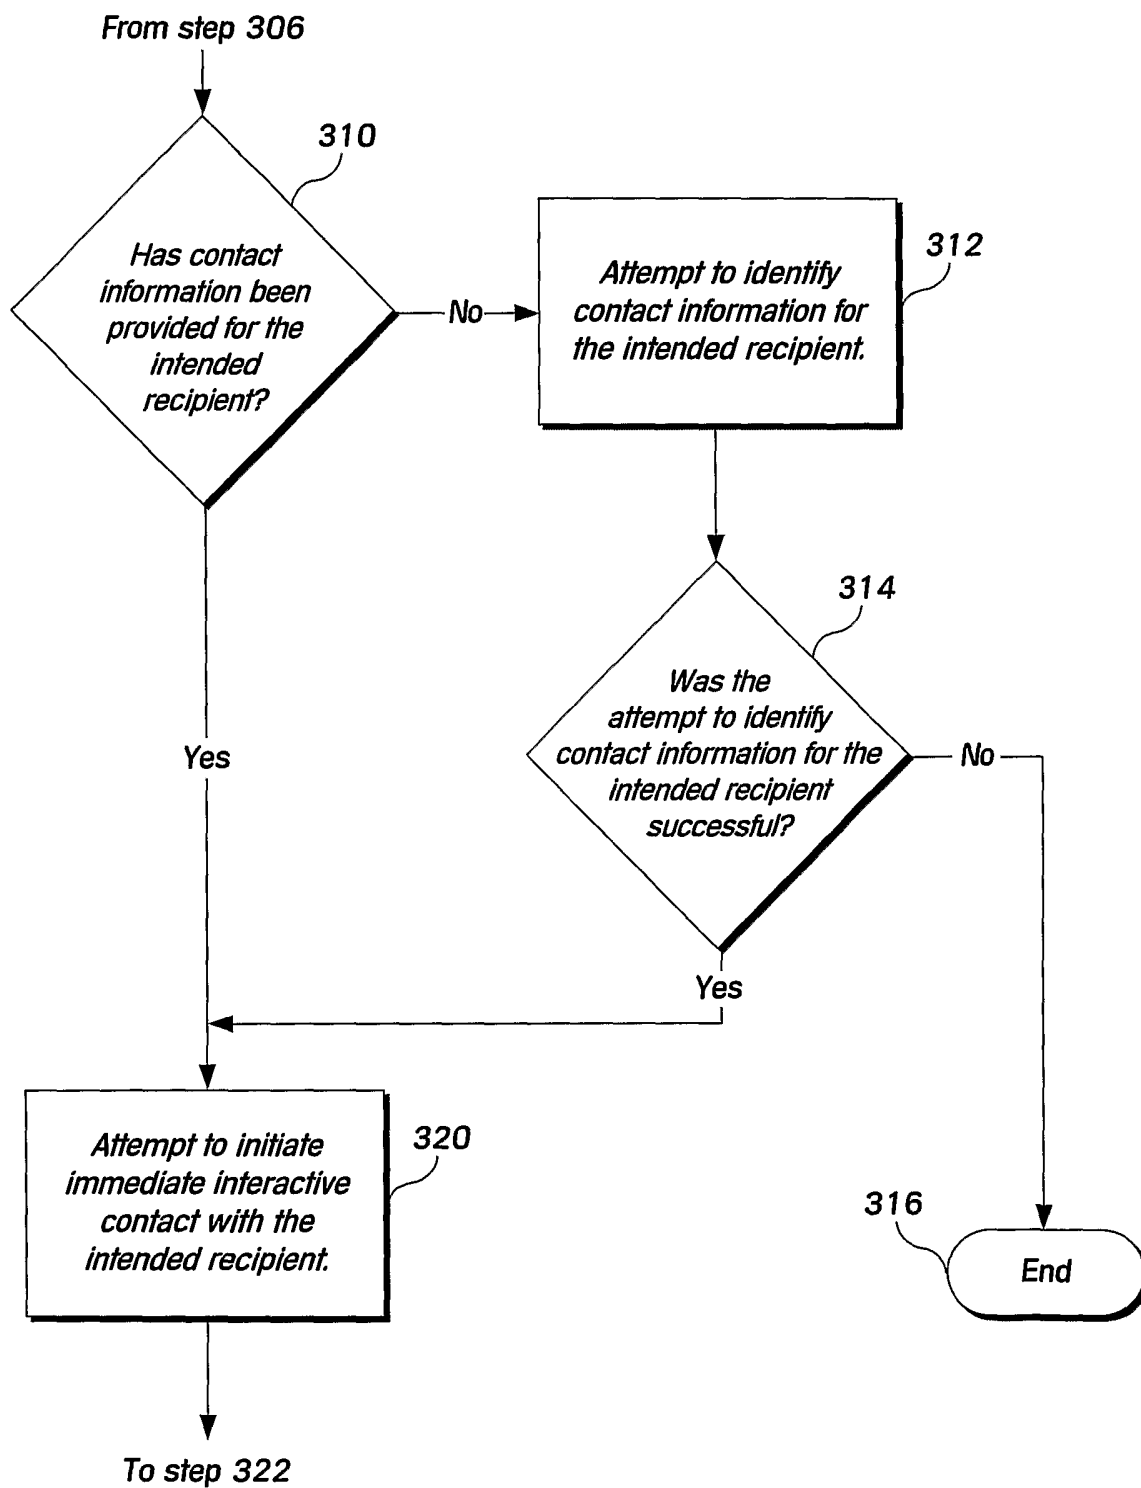 From step 306
310
Has contact
information been
provided for the
intended
recipient?
No
312
Attempt to identify
contact information for
the intended recipient.
314
Was the
attempt to identify
contact information for the
intended recipient
successful?
No
Yes
Yes
320
Attempt to initiate
immediate interactive
contact with the
intended recipient.
316
End
To step 322